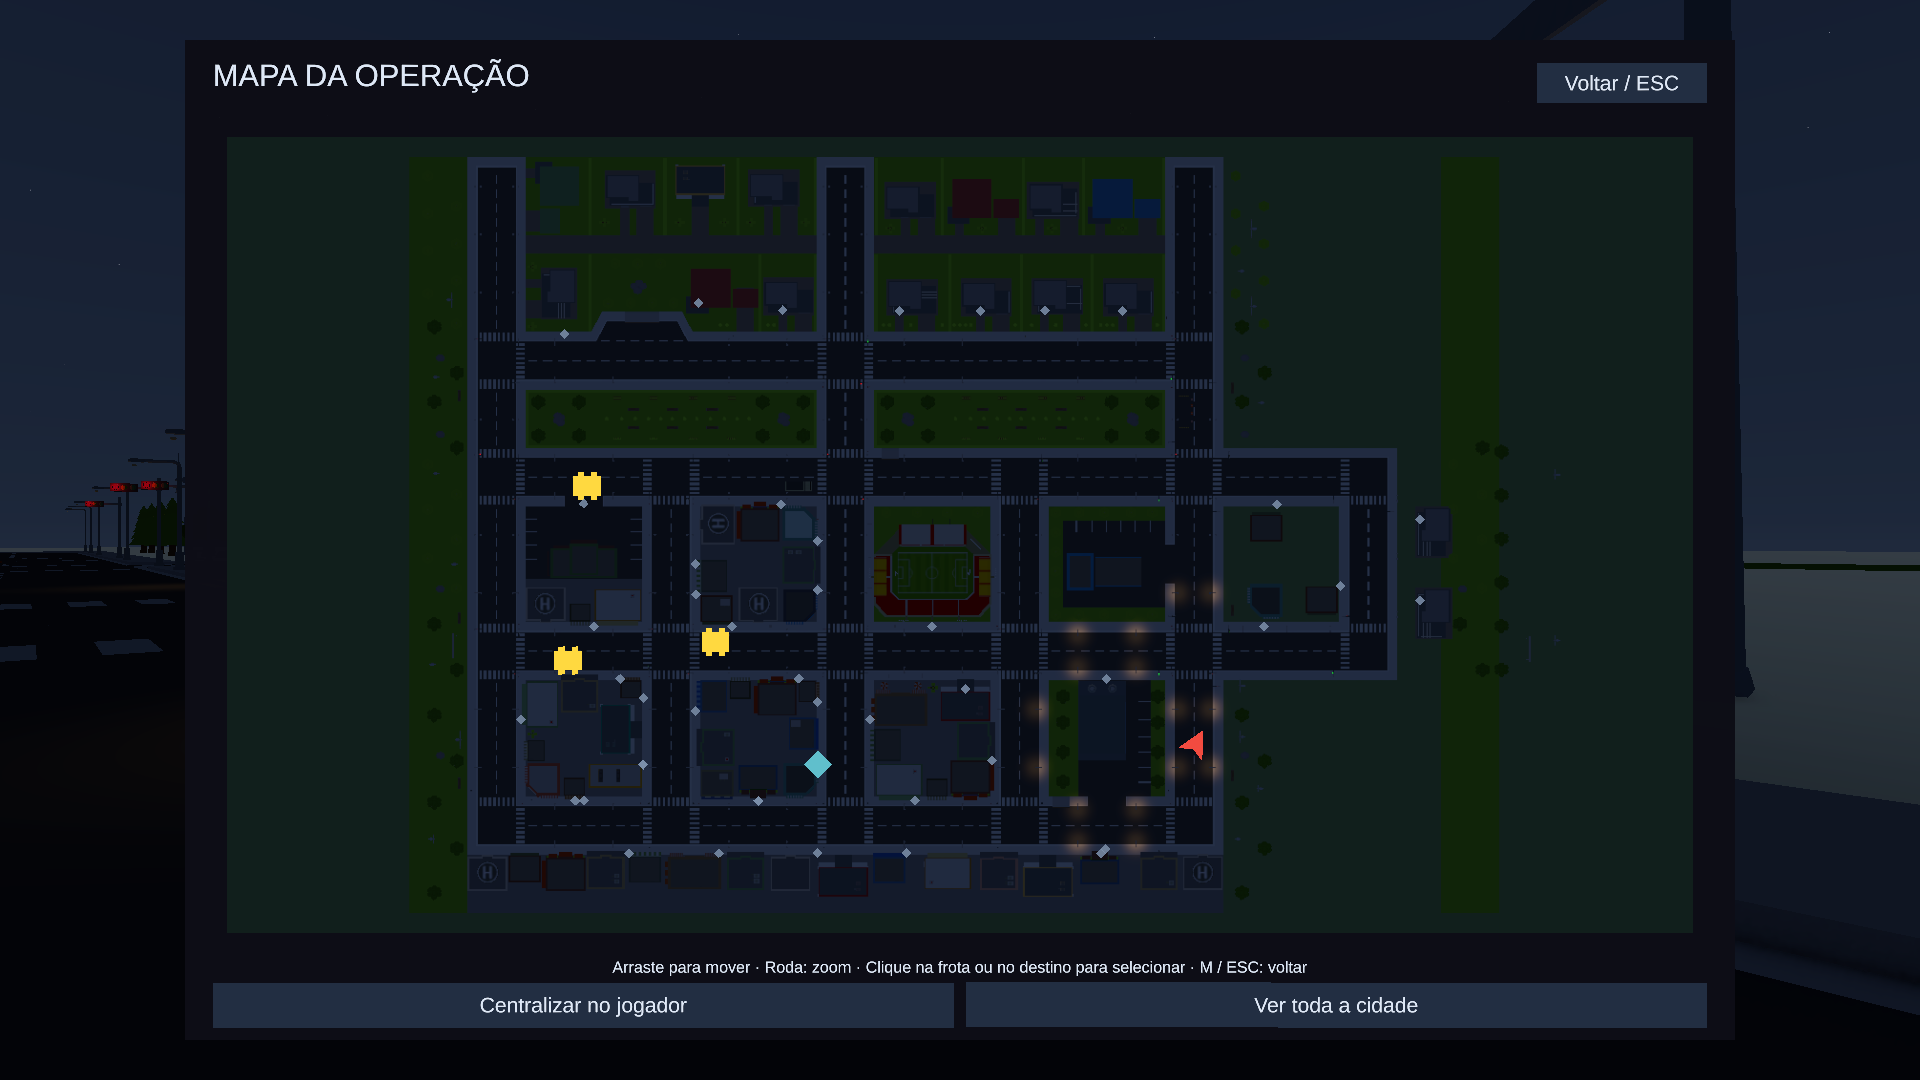 MAPA DA OPERAÇÃO
Voltar / ESC
H
H
H
H
H
Arraste para mover · Roda: zoom · Clique na frota ou no destino para selecionar · M / ESC: voltar
Centralizar no jogador
Ver toda a cidade